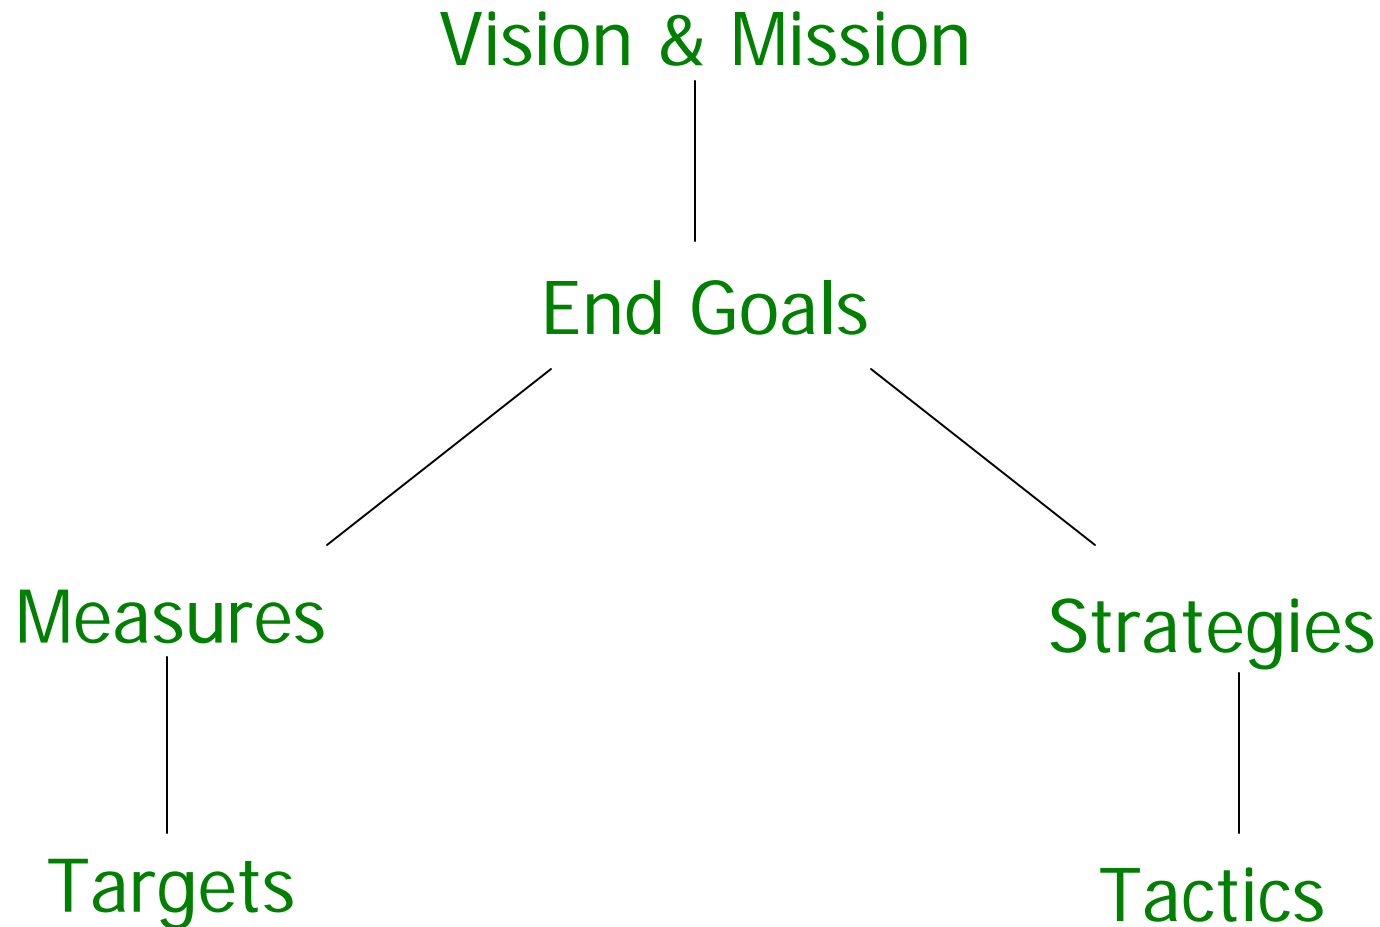 Vision & Mission
End Goals
Measures
Strategies
Targets
Tactics